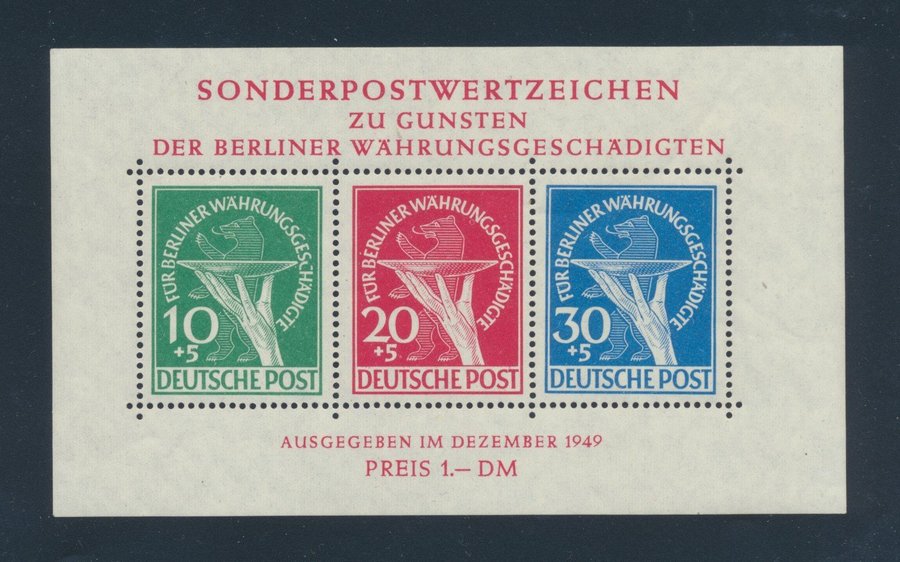 SONDERPOSTWERTZEICHEN
ZU GUNSTEN
DER BERLINER WÄHRUNGSGESCHÄDIGTEN
FÜR BERLINER WÄHRUNGSGESCHÄDIGTE
10
+5
DEUTSCHE POST
FÜR BERLINER WÄHRUNGSGESCHÄDIGTE
20
+5
DEUTSCHE POST
FÜR BERLINER WÄHRUNGSGESCHÄDIGTE
30
+5
DEUTSCHE POST
AUSGEGEBEN IM DEZEMBER 1949
PREIS 1.— DM